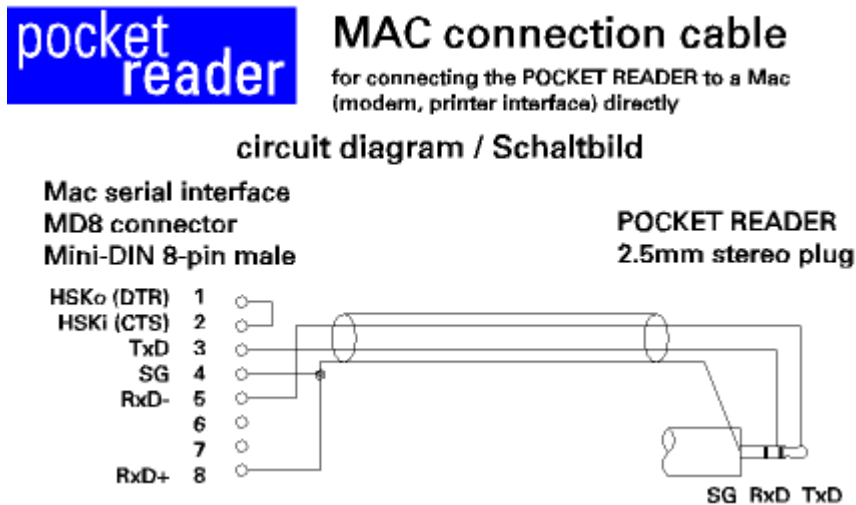 pocket
reader
MAC connection cable
for connecting the POCKET READER to a Mac
(modem, printer interface) directly
circuit diagram / Schaltbild
Mac serial interface
MD8 connector
Mini-DIN 8-pin male
POCKET READER
2.5mm stereo plug
HSKo (DTR) 1
HSKi (CTS) 2
TxD 3
SG 4
RxD- 5
6
7
RxD+ 8
SG RxD TxD